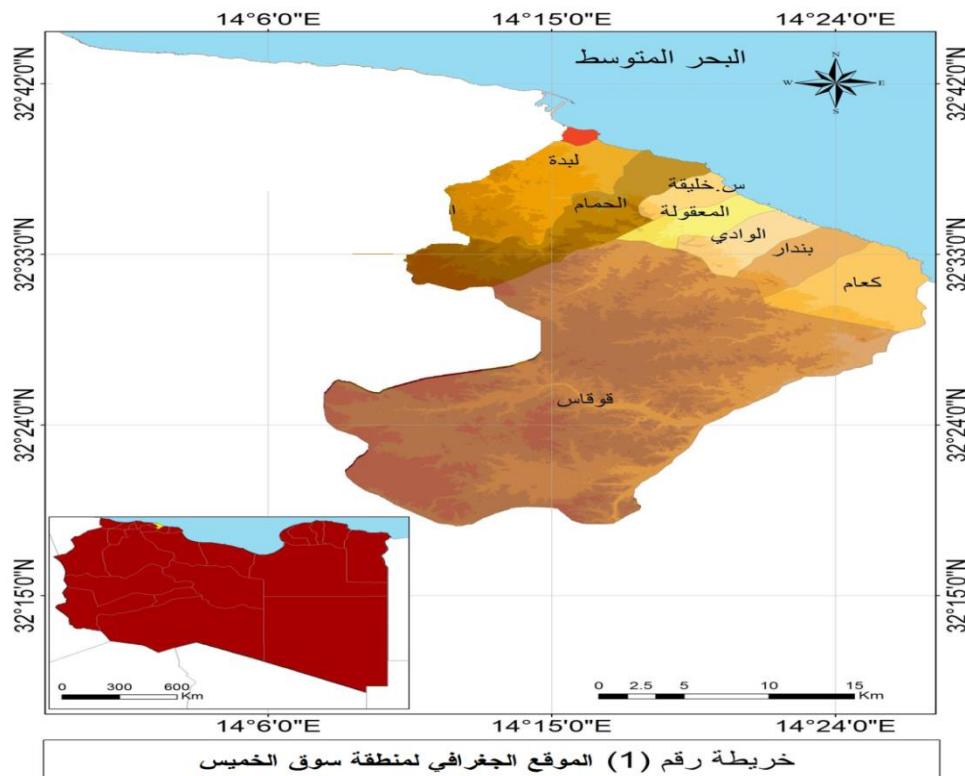 14°6'0"E 14°15'0"E 14°24'0"E
البحر المتوسط
N
W E
S
32°42'0"N 32°42'0"N
لبدة
س.خليقة
الحمام
المعقولة
الوادي
بندار
32°33'0"N 32°33'0"N
كعام
قوقاس
32°24'0"N 32°24'0"N
32°15'0"N 32°15'0"N
0 300 600
Km
0 2.5 5 10 15
Km
14°6'0"E 14°15'0"E 14°24'0"E
خريطة رقم (1) الموقع الجغرافي لمنطقة سوق الخميس